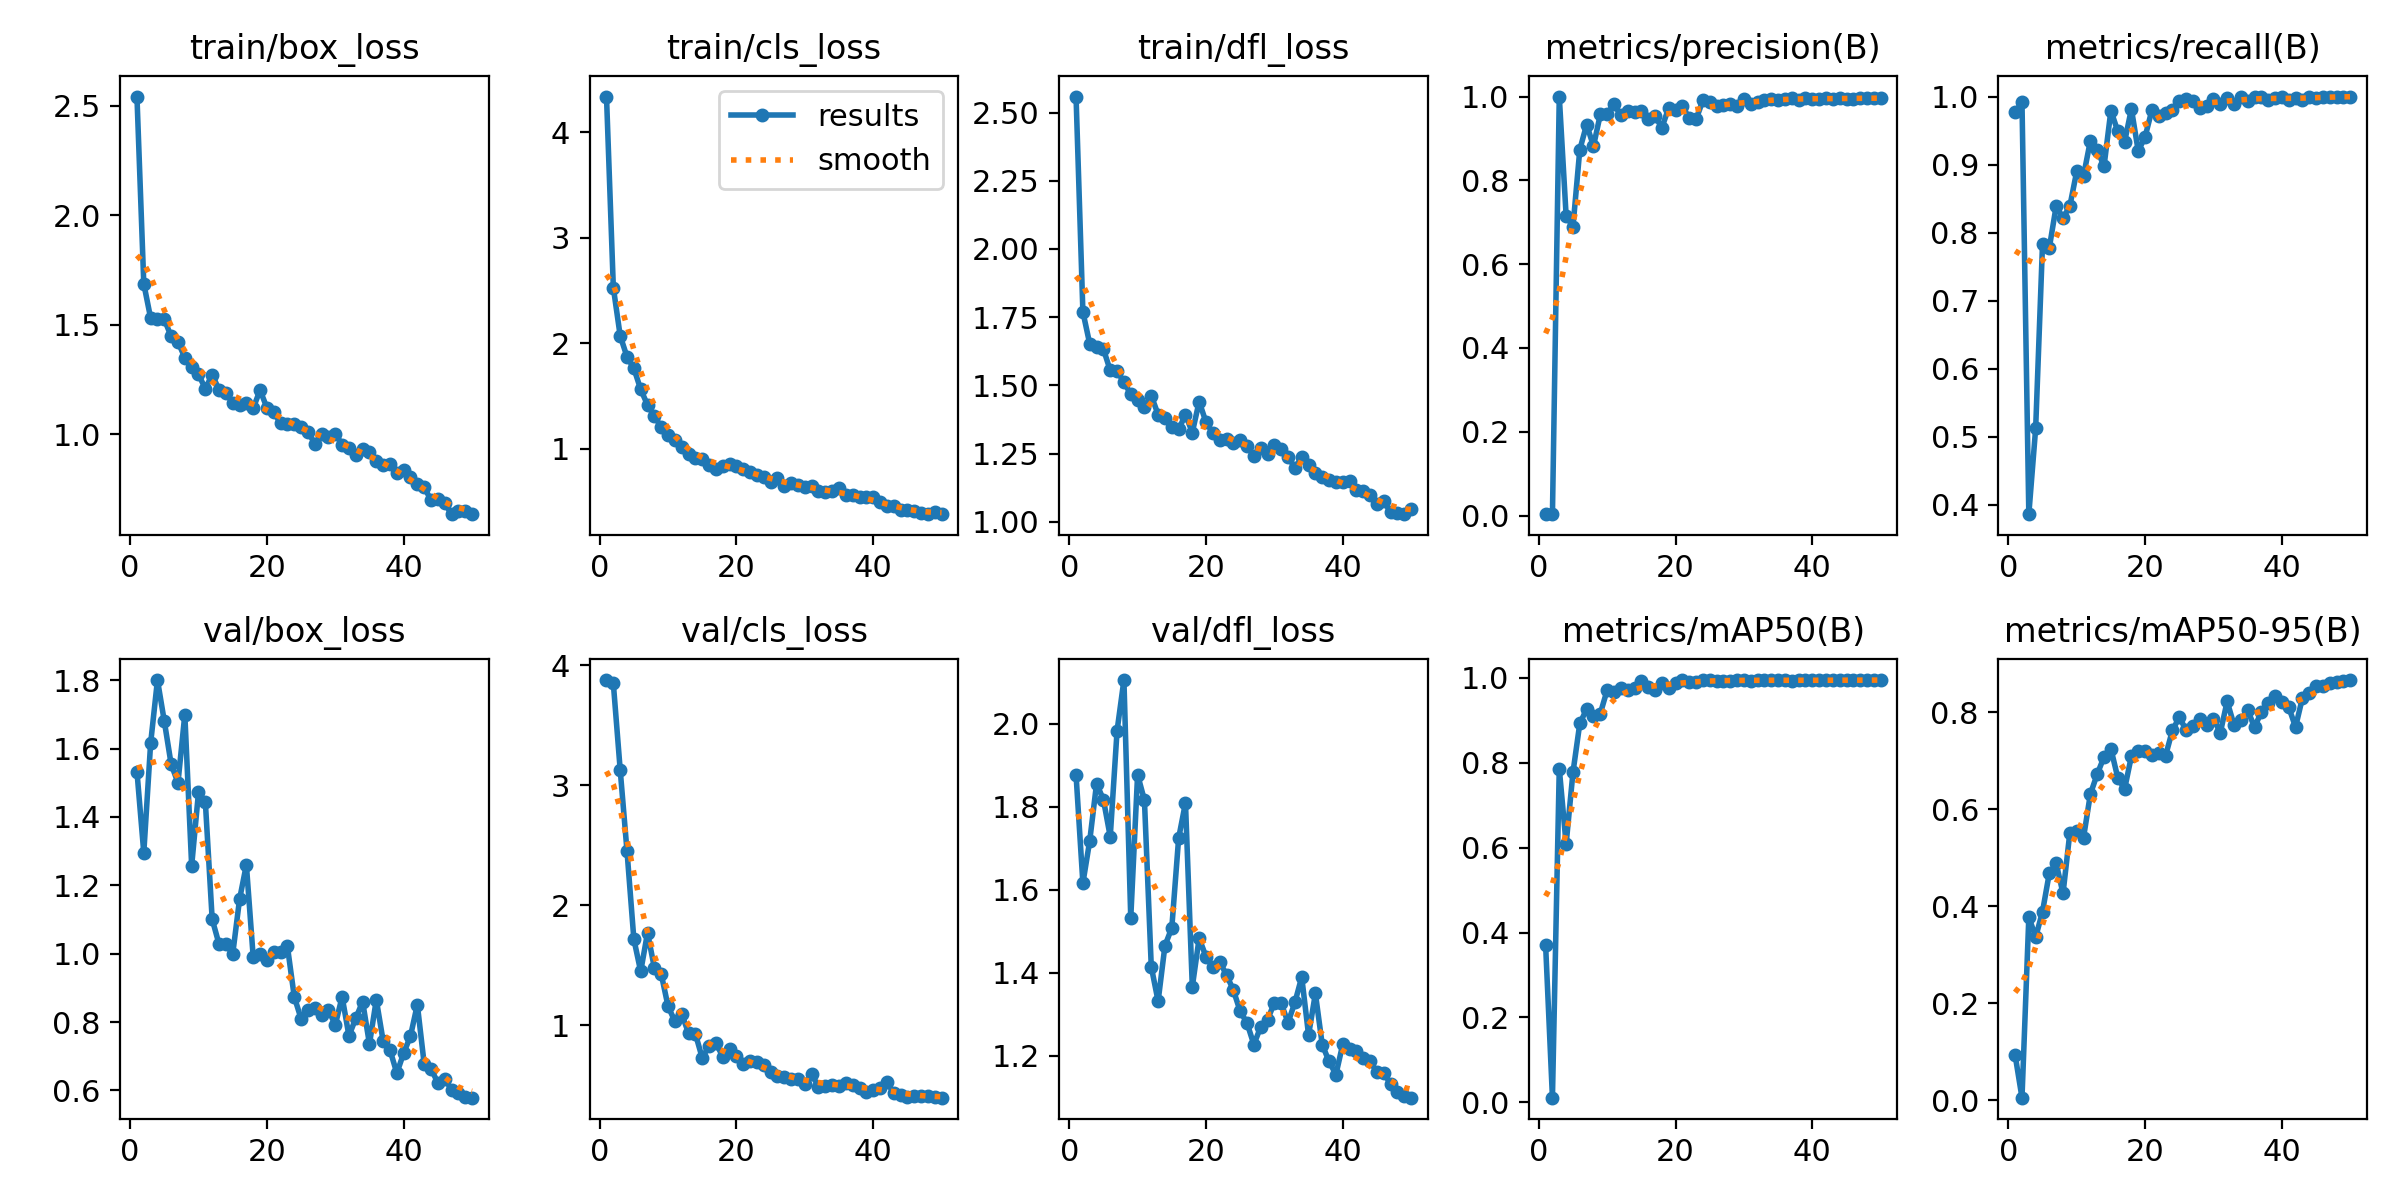 train/box_loss
2.5
2.0
1.5
1.0
0 20 40
train/cls_loss
results
smooth
4
3
2
1
0 20 40
train/dfl_loss
2.50
2.25
2.00
1.75
1.50
1.25
1.00
0 20 40
metrics/precision(B)
1.0
0.8
0.6
0.4
0.2
0.0
0 20 40
metrics/recall(B)
1.0
0.9
0.8
0.7
0.6
0.5
0.4
0 20 40
val/box_loss
1.8
1.6
1.4
1.2
1.0
0.8
0.6
0 20 40
val/cls_loss
4
3
2
1
0 20 40
val/dfl_loss
2.0
1.8
1.6
1.4
1.2
0 20 40
metrics/mAP50(B)
1.0
0.8
0.6
0.4
0.2
0.0
0 20 40
metrics/mAP50-95(B)
0.8
0.6
0.4
0.2
0.0
0 20 40